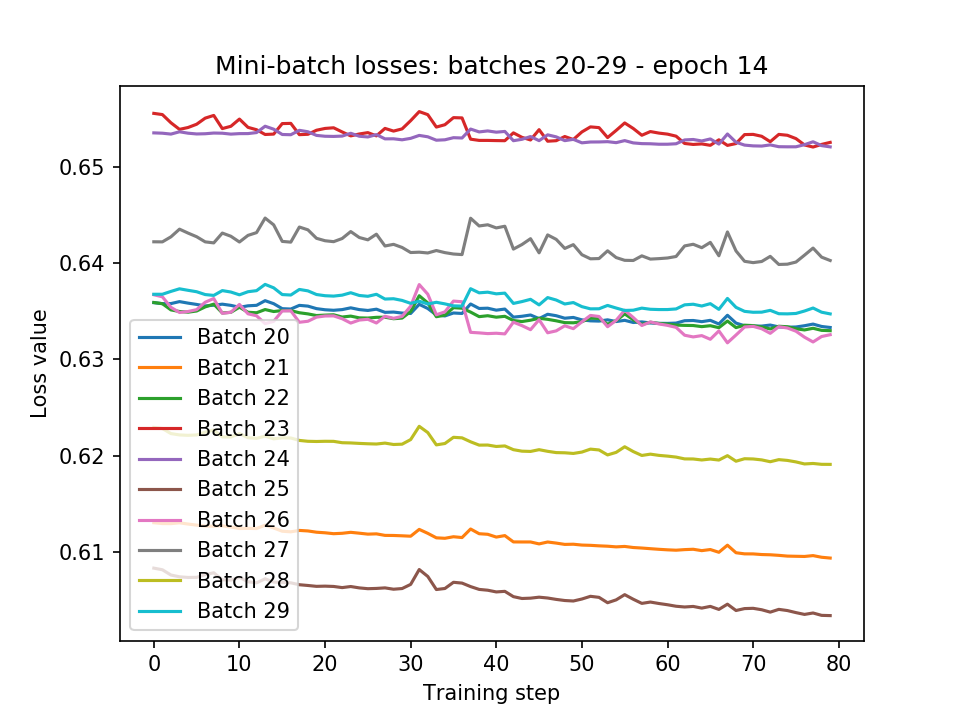 Mini-batch losses: batches 20-29 - epoch 14
Loss value
0.65
0.64
0.63
0.62
0.61
Batch 20
Batch 21
Batch 22
Batch 23
Batch 24
Batch 25
Batch 26
Batch 27
Batch 28
Batch 29
0 10 20 30 40 50 60 70 80
Training step